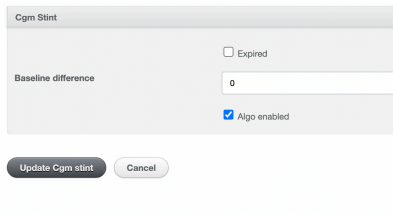 Cgm Stint
Expired
Baseline difference
0
Algo enabled
Update Cgm stint
Cancel